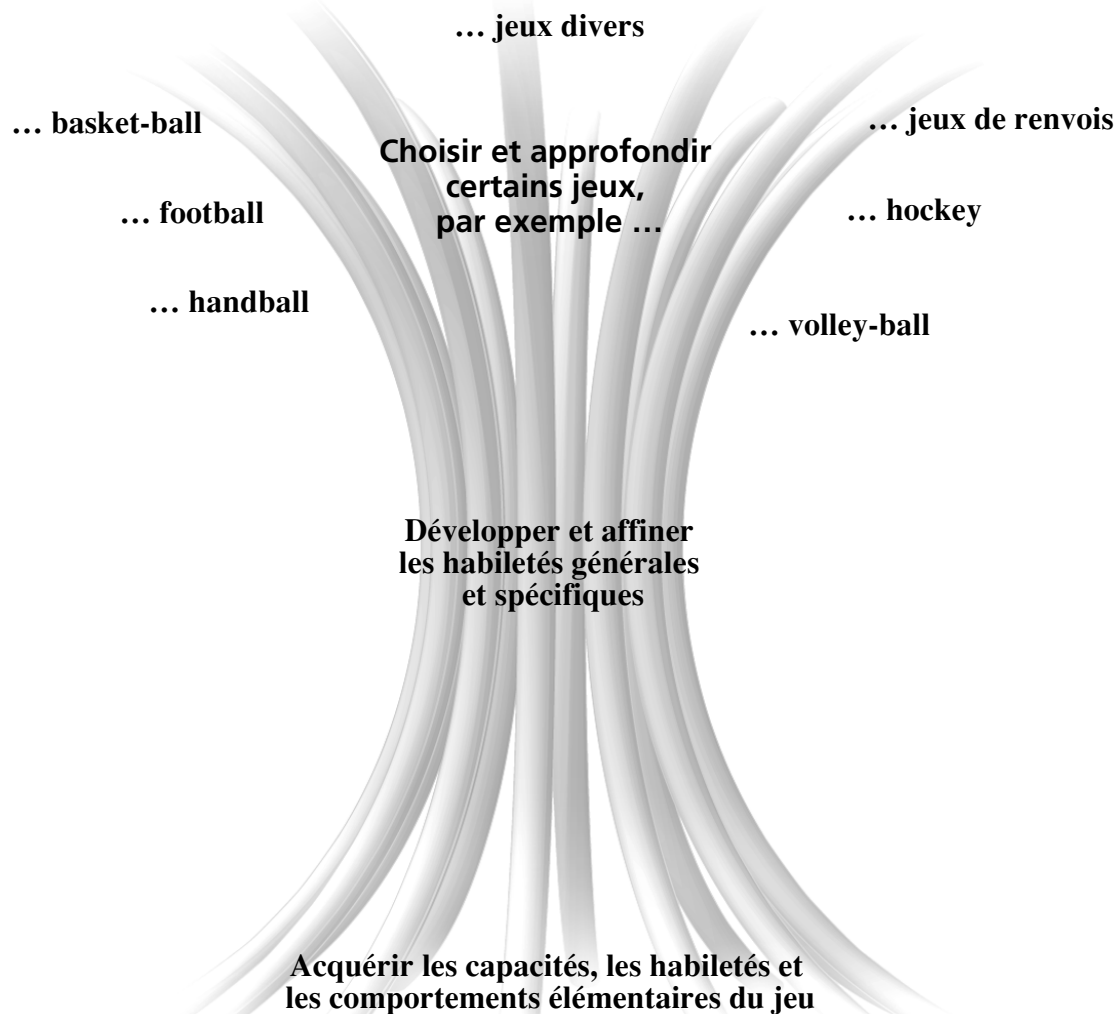 … jeux divers
… basket-ball
… jeux de renvois
Choisir et approfondir
certains jeux,
par exemple …
… football
… hockey
… handball
… volley-ball
Développer et affiner
les habiletés générales
et spécifiques
Acquérir les capacités, les habiletés et
les comportements élémentaires du jeu